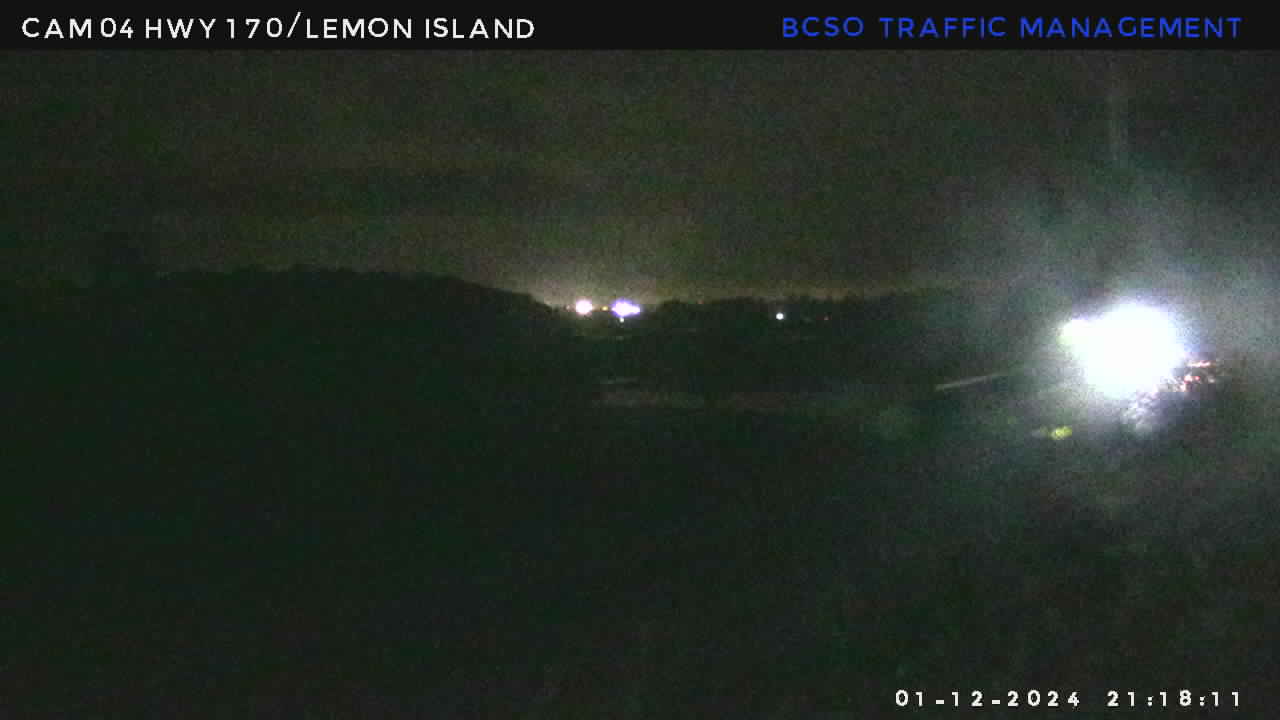 CAM04 HWY 170/LEMON ISLAND
BCSO TRAFFIC MANAGEMENT
01-12-2024 21:18:11